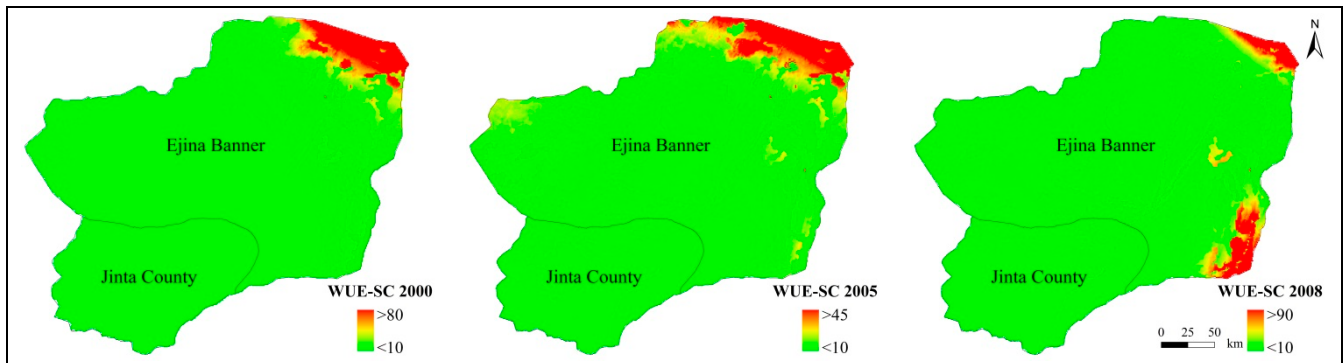 Ejina Banner
Jinta County
WUE-SC 2000
>80
<10
Ejina Banner
Jinta County
WUE-SC 2005
>45
<10
N
Ejina Banner
Jinta County
WUE-SC 2008
0 25 50
km
>90
<10